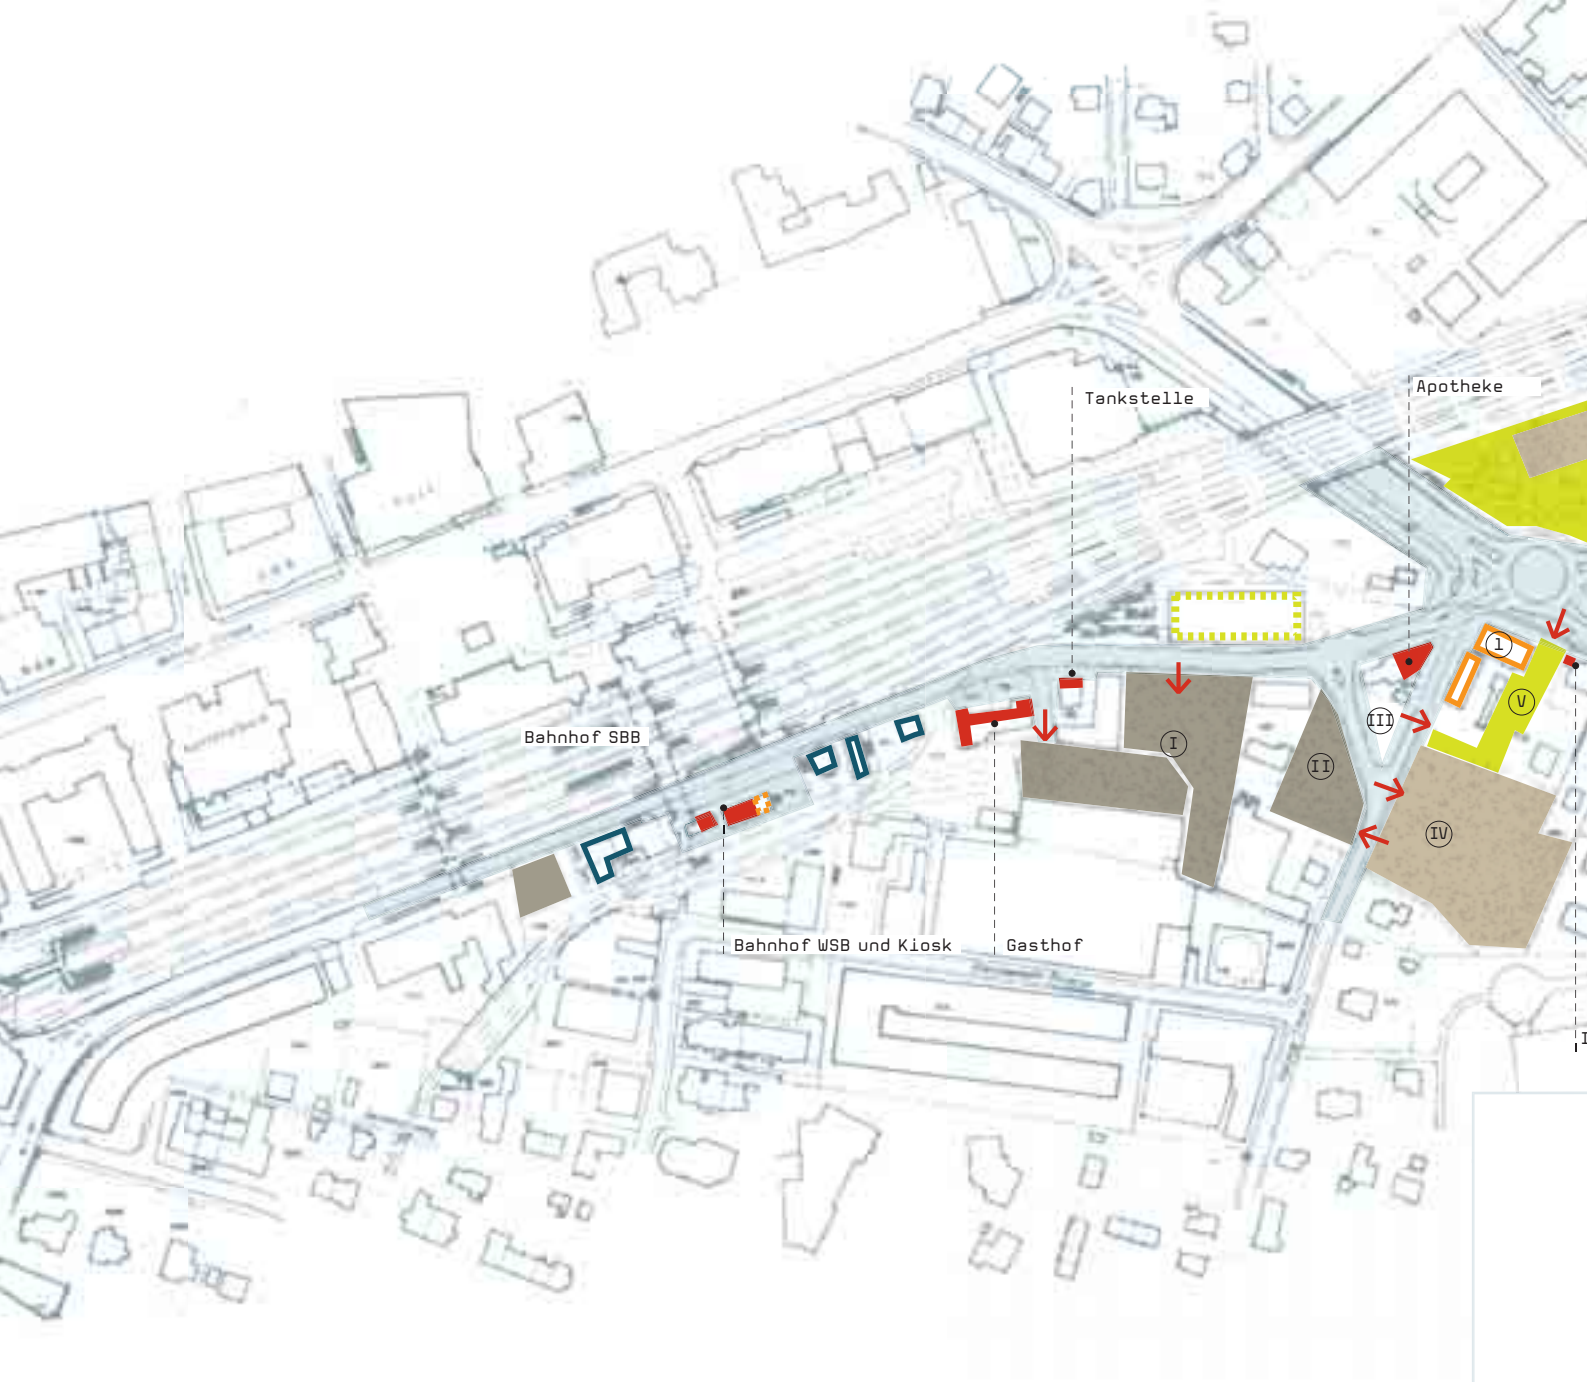 Apotheke
Tankstelle
1
V
III
I
Bahnhof SBB
II
IV
Bahnhof WSB und Kiosk
Gasthof